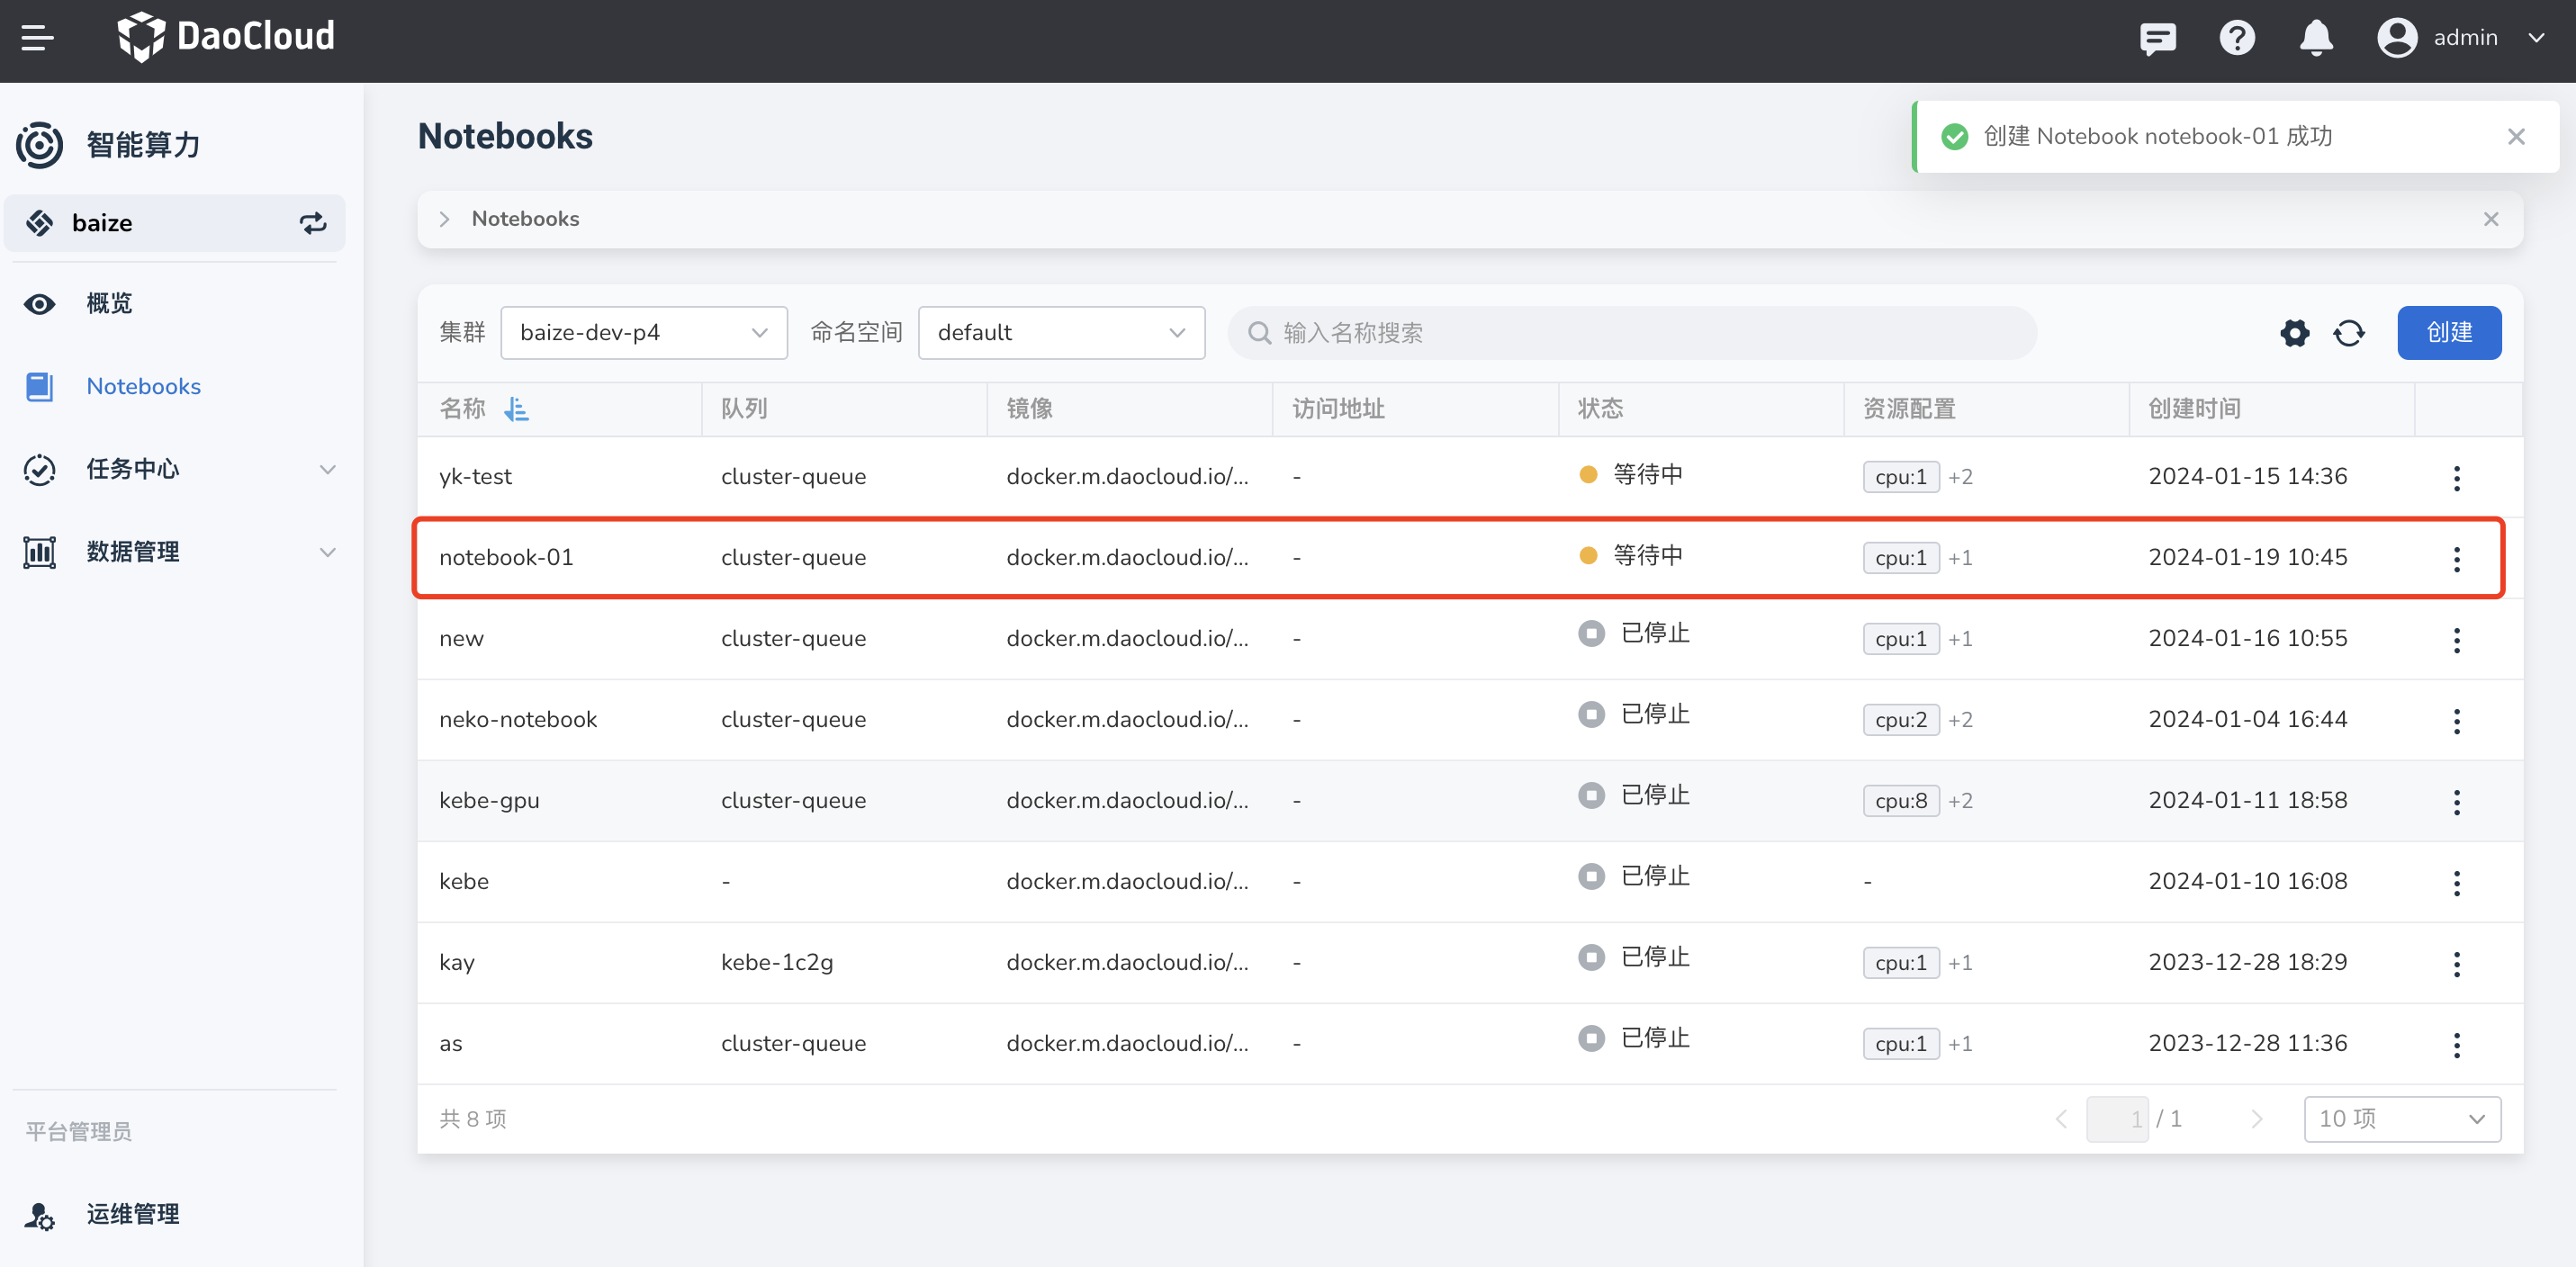 DaoCloud
admin
智能算力
baize
概览
Notebooks
任务中心
数据管理
平台管理员
运维管理
Notebooks
创建 Notebook notebook-01 成功
Notebooks
集群 baize-dev-p4 命名空间 default 输入名称搜索 创建
名称 队列 镜像 访问地址 状态 资源配置 创建时间
yk-test cluster-queue docker.m.daocloud.io/... - 等待中 cpu:1 +2 2024-01-15 14:36
notebook-01 cluster-queue docker.m.daocloud.io/... - 等待中 cpu:1 +1 2024-01-19 10:45
new cluster-queue docker.m.daocloud.io/... - 已停止 cpu:1 +1 2024-01-16 10:55
neko-notebook cluster-queue docker.m.daocloud.io/... - 已停止 cpu:2 +2 2024-01-04 16:44
kebe-gpu cluster-queue docker.m.daocloud.io/... - 已停止 cpu:8 +2 2024-01-11 18:58
kebe - docker.m.daocloud.io/... - 已停止 - 2024-01-10 16:08
kay kebe-1c2g docker.m.daocloud.io/... - 已停止 cpu:1 +1 2023-12-28 18:29
as cluster-queue docker.m.daocloud.io/... - 已停止 cpu:1 +1 2023-12-28 11:36
共 8 项 1 / 1 10 项